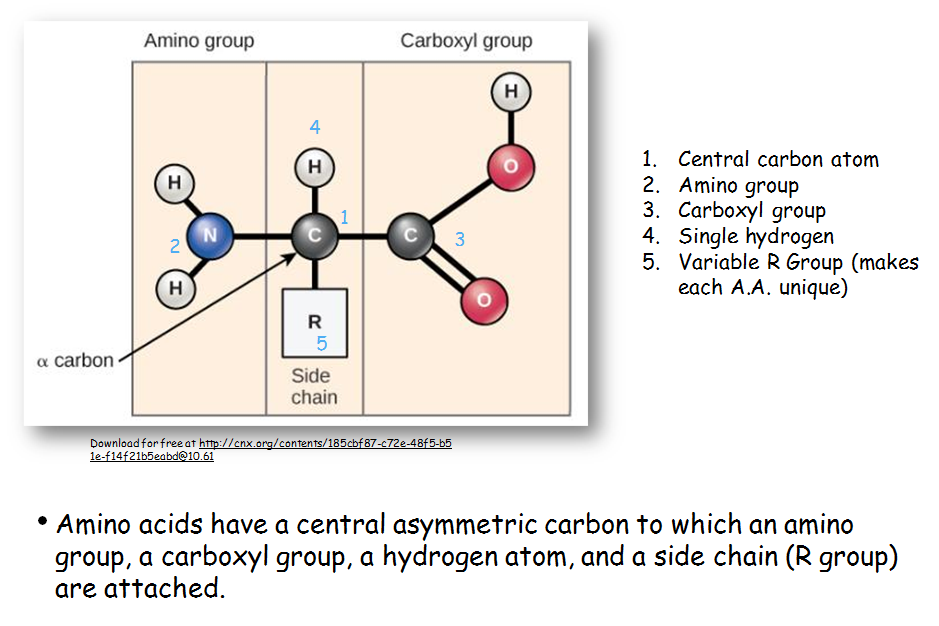 Amino group
Carboxyl group
H
4
H
H
O
1
N
C
C
2
3
H
O
R
5
α carbon
Side
chain
1. Central carbon atom
2. Amino group
3. Carboxyl group
4. Single hydrogen
5. Variable R Group (makes
each A.A. unique)
Download for free at http://cnx.org/contents/185cbf87-c72e-48f5-b5
1e-f14f21b5eabd@10.61
• Amino acids have a central asymmetric carbon to which an amino
group, a carboxyl group, a hydrogen atom, and a side chain (R group)
are attached.